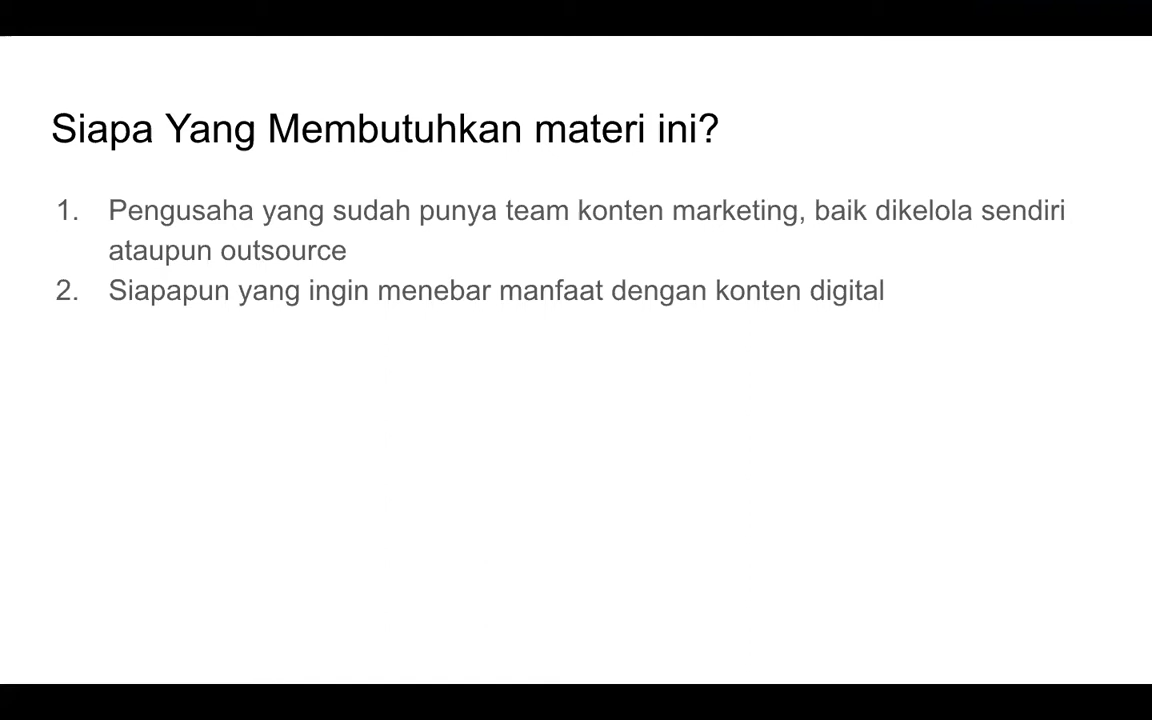 Siapa Yang Membutuhkan materi ini?
1. Pengusaha yang sudah punya team konten marketing, baik dikelola sendiri
ataupun outsource
2. Siapapun yang ingin menebar manfaat dengan konten digital